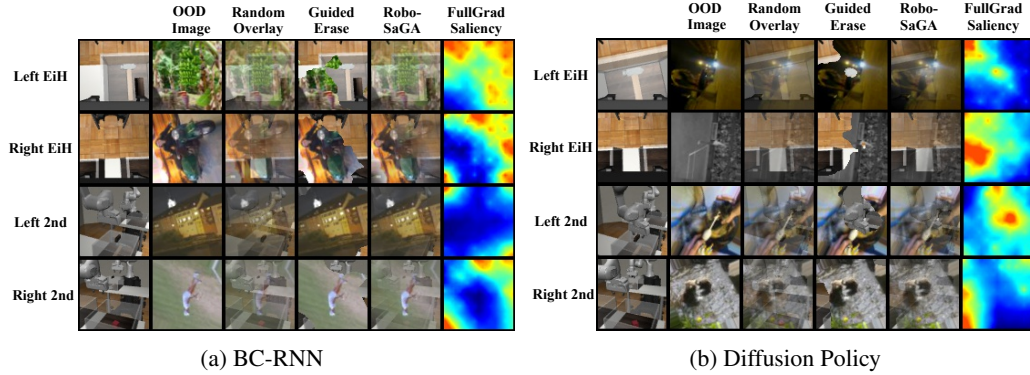 OOD Image Random Overlay Guided Erase Robo-SaGA FullGrad Saliency
Left EiH
Right EiH
Left 2nd
Right 2nd
(a) BC-RNN
OOD Image Random Overlay Guided Erase Robo-SaGA FullGrad Saliency
Left EiH
Right EiH
Left 2nd
Right 2nd
(b) Diffusion Policy